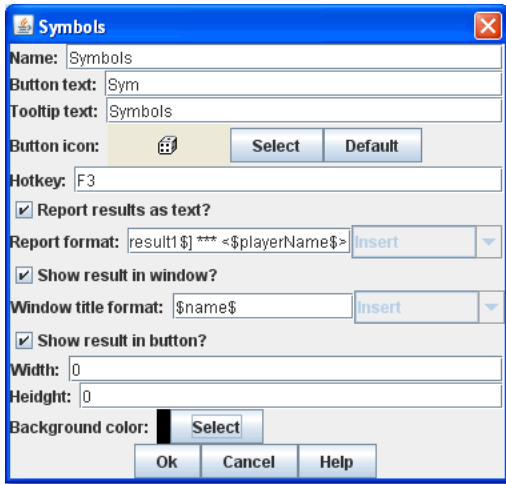 Symbols
Name: Symbols
Button text: Sym
Tooltip text: Symbols
Button icon: Select Default
Hotkey: F3
Report results as text?
Report format: result1$] *** <$playerName$> Insert
Show result in window?
Window title format: $name$ Insert
Show result in button?
Width: 0
Heidght: 0
Background color: Select
Ok Cancel Help